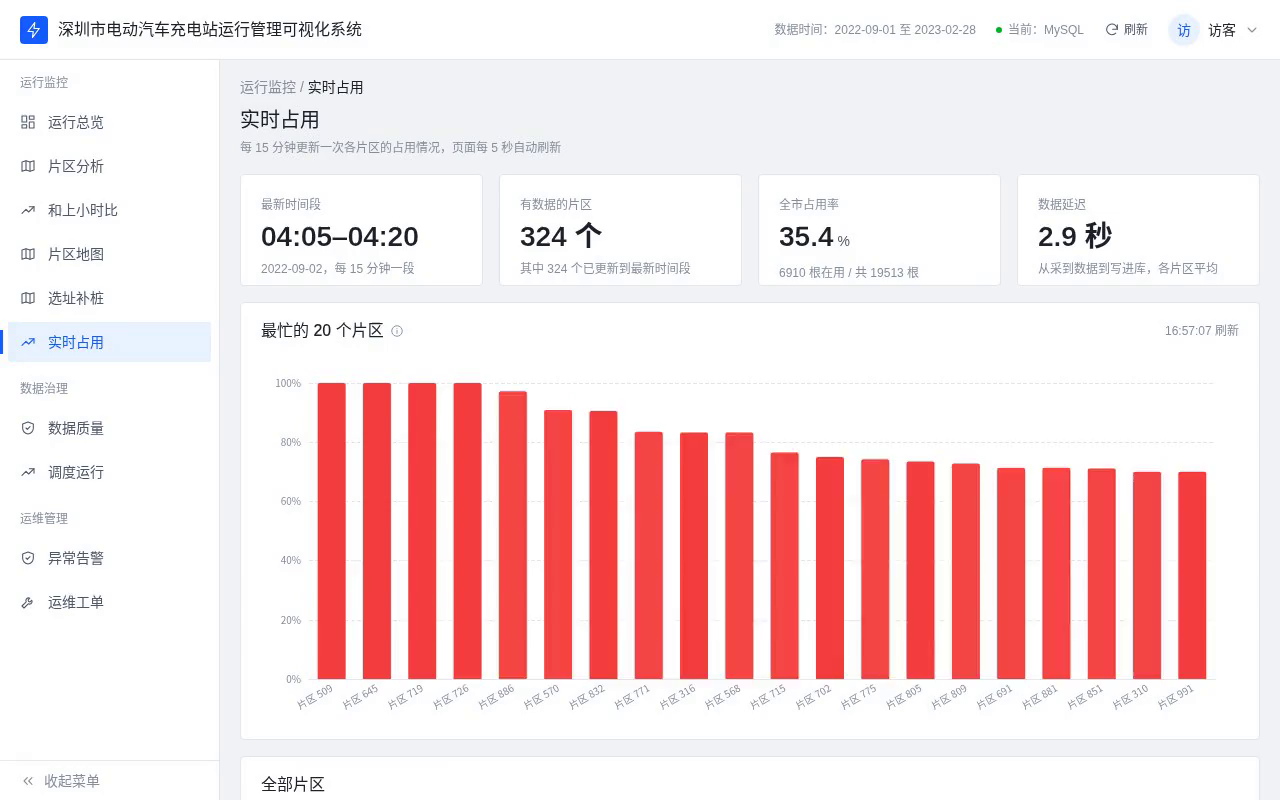 深圳市电动汽车充电站运行管理可视化系统
数据时间：2022-09-01 至 2023-02-28
当前：MySQL
刷新
访
访客
运行监控
运行总览
片区分析
和上小时比
片区地图
选址补桩
实时占用
数据治理
数据质量
调度运行
运维管理
异常告警
运维工单
收起菜单
运行监控 / 实时占用
实时占用
每 15 分钟更新一次各片区的占用情况，页面每 5 秒自动刷新
最新时间段
04:05–04:20
2022-09-02，每 15 分钟一段
有数据的片区
324 个
其中 324 个已更新到最新时间段
全市占用率
35.4 %
6910 根在用 / 共 19513 根
数据延迟
2.9 秒
从采到数据到写进库，各片区平均
最忙的 20 个片区
16:57:07 刷新
100%
80%
60%
40%
20%
0%
片区 509
片区 645
片区 719
片区 726
片区 886
片区 570
片区 832
片区 771
片区 316
片区 568
片区 715
片区 702
片区 775
片区 805
片区 809
片区 691
片区 881
片区 851
片区 310
片区 991
全部片区